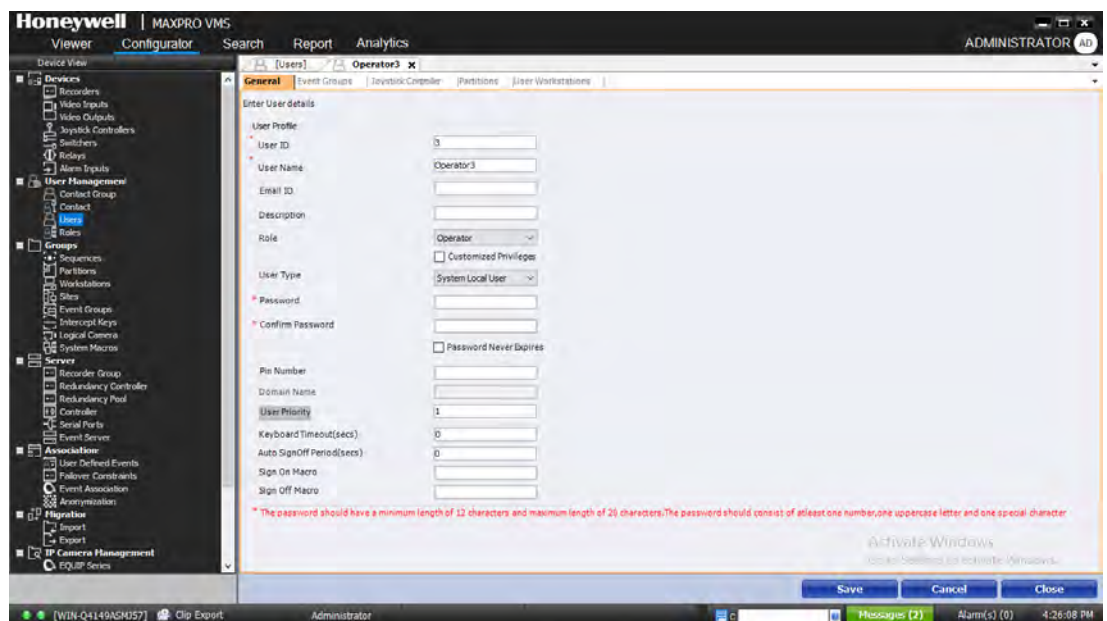 Honeywell | MAXPRO VMS
Viewer Configurator Search Report Analytics ADMINISTRATOR AD
Device View
[Users] Operator3 x
Devices
Recorders
Video Inputs
Video Outputs
Joystick Controllers
Switchers
Relays
Alarm Inputs
User Management
Contact Group
Contact
Users
Roles
Groups
Sequences
Partitions
Workstations
Sites
Event Groups
Intercept Keys
Logical Camera
System Macros
Server
Recorder Group
Redundancy Controller
Redundancy Pool
Controller
Serial Ports
Event Server
Association
User Defined Events
Failover Constraints
Event Association
Anonymization
Migration
Import
Export
IP Camera Management
EQUIP Series
General Event Groups Joystick Controller Partitions User Workstations
Enter User details
User Profile
* User ID 3
* User Name Operator3
Email ID
Description
Role Operator
Customized Privileges
User Type System Local User
* Password
* Confirm Password
Password Never Expires
Pin Number
Domain Name
User Priority 1
Keyboard Timeout(secs) 0
Auto SignOff Period(secs) 0
Sign On Macro
Sign Off Macro
* The password should have a minimum length of 12 characters and maximum length of 20 characters.The password should consist of atleast one number,one uppercase letter and one special character
Activate Windows
Go to Settings to activate Windows.
Save Cancel Close
[WIN-Q4149ASMJ57] Clip Export Administrator C Messages (2) Alarm(s) (0) 4:26:08 PM